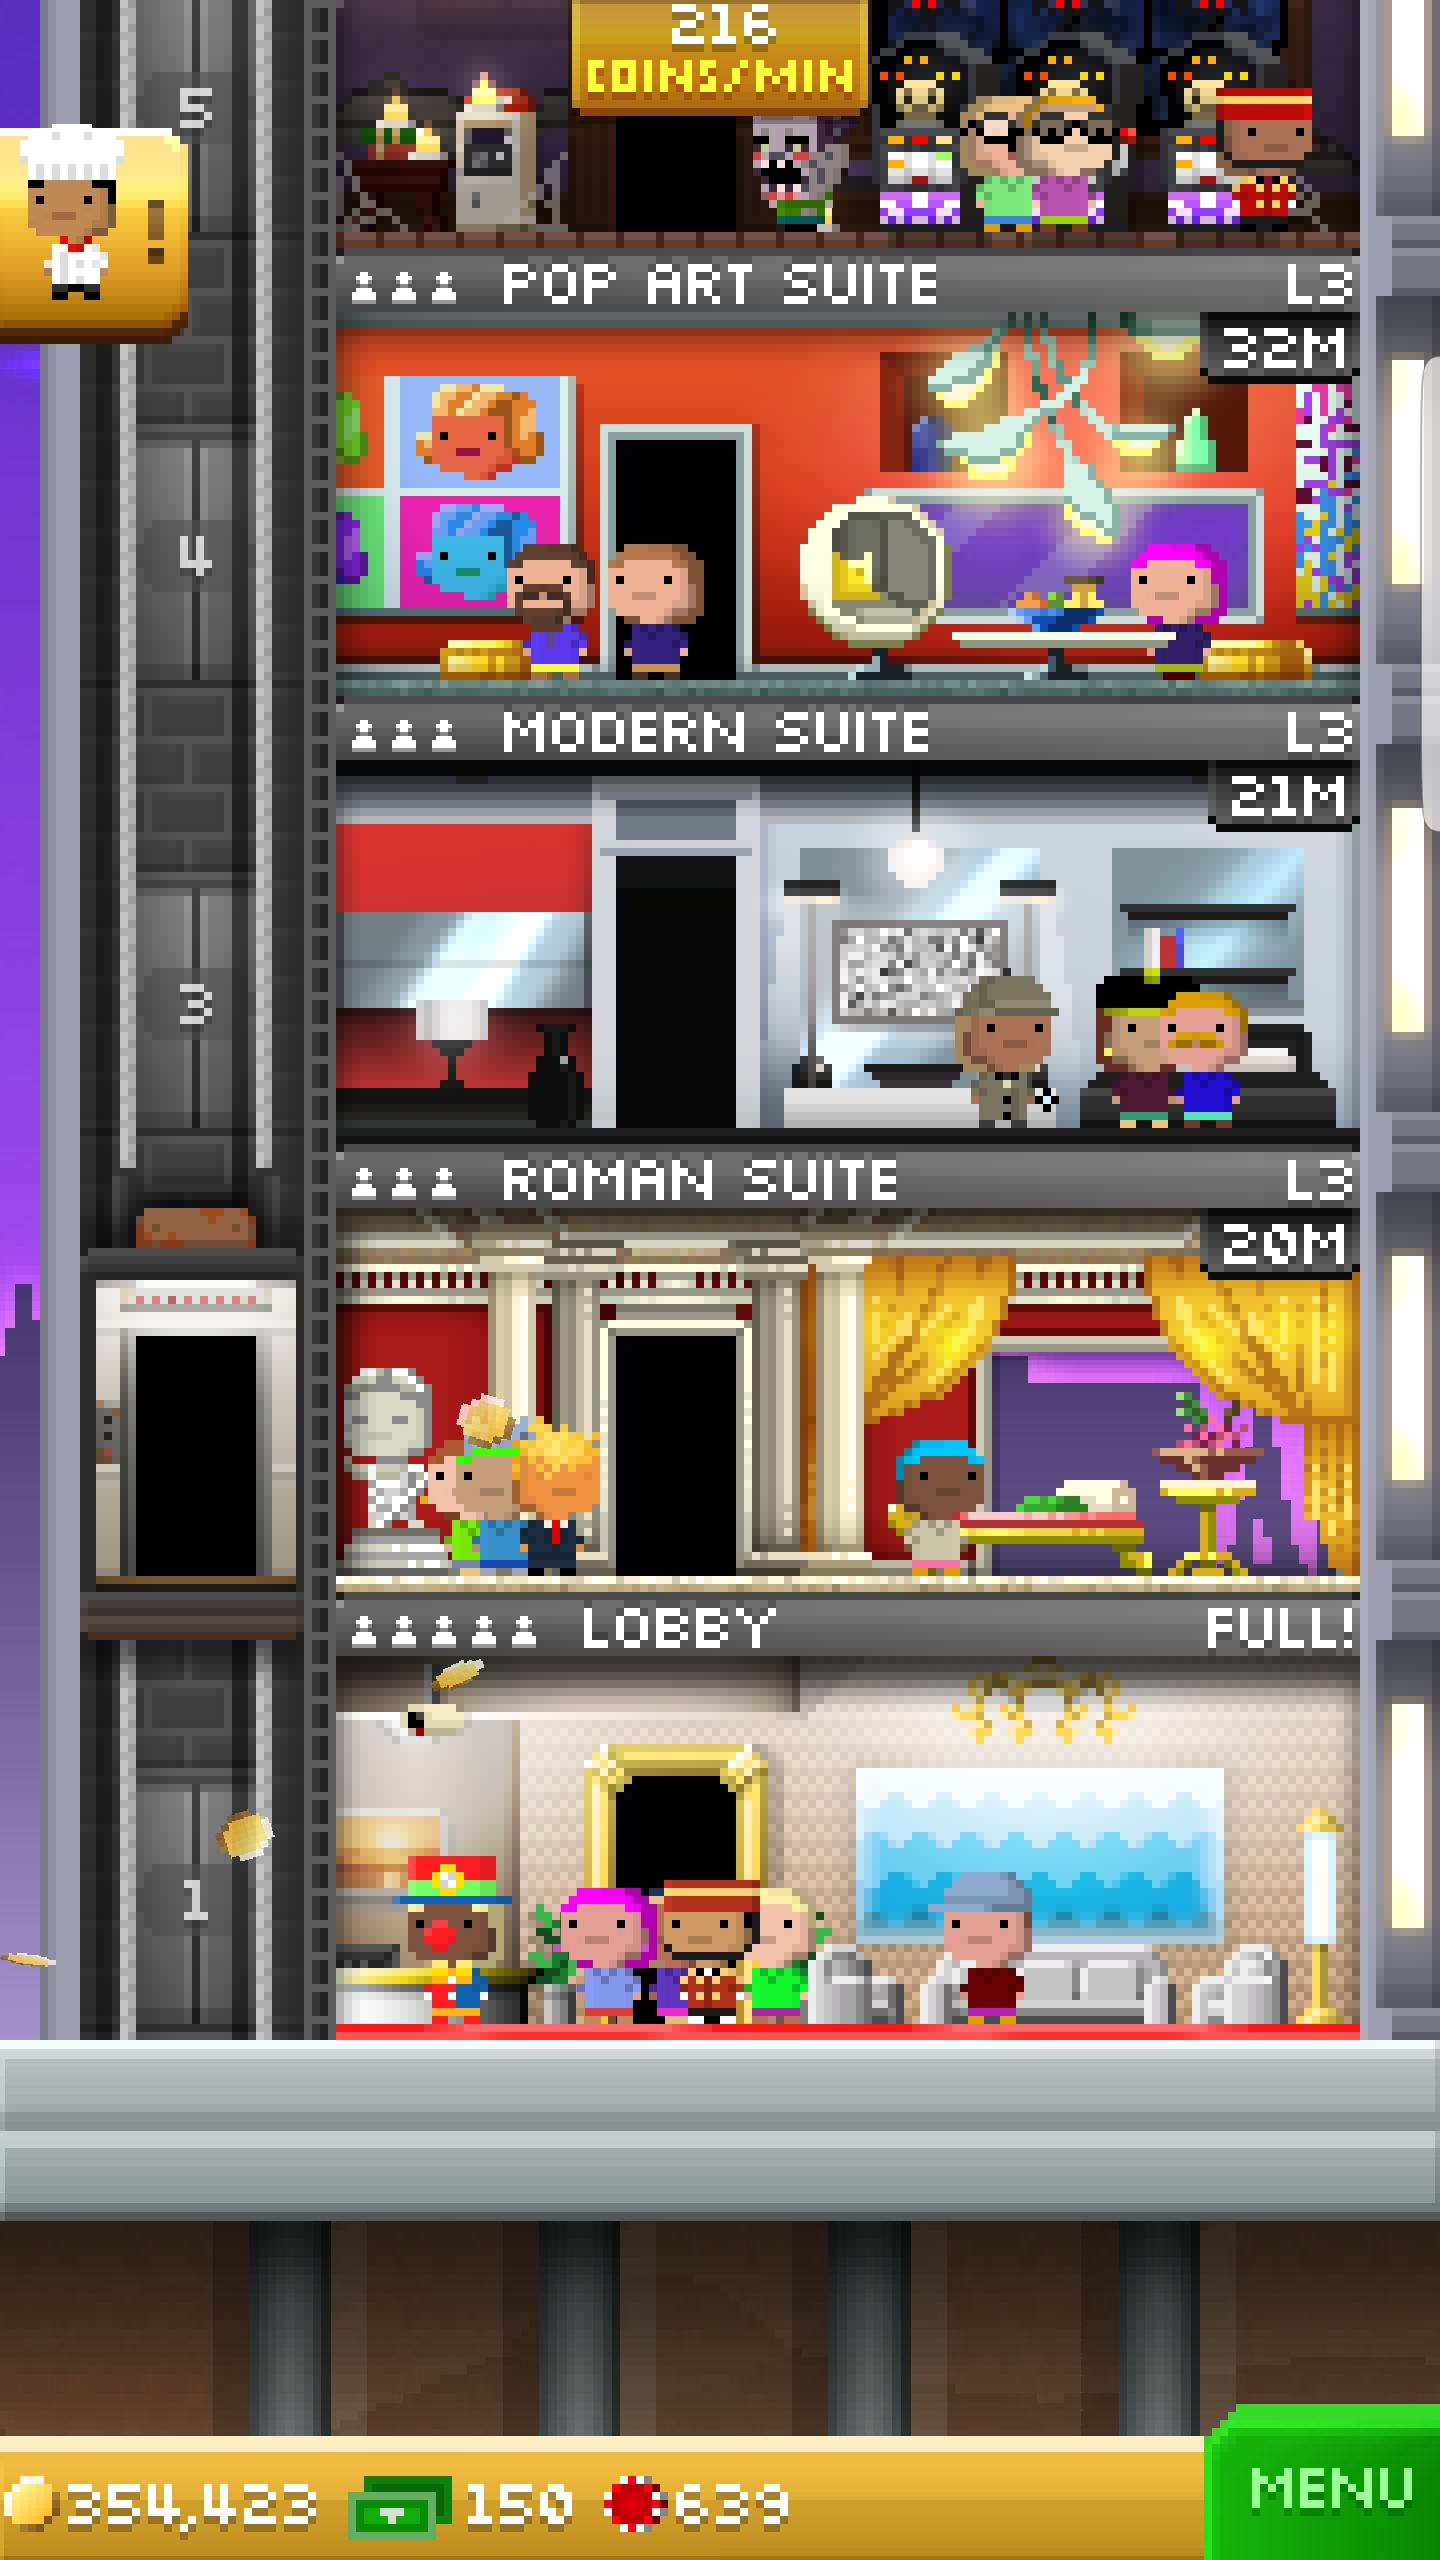 216
COINS/MIN
5
!
POP ART SUITE L3
32M
4
MODERN SUITE L3
21M
3
ROMAN SUITE L3
20M
LOBBY FULL!
1
354,423 150 639
MENU